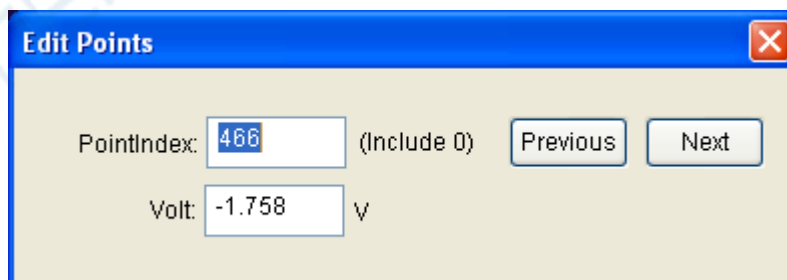 Edit Points
PointIndex: 466 (Include 0) Previous Next
Volt: -1.758 V